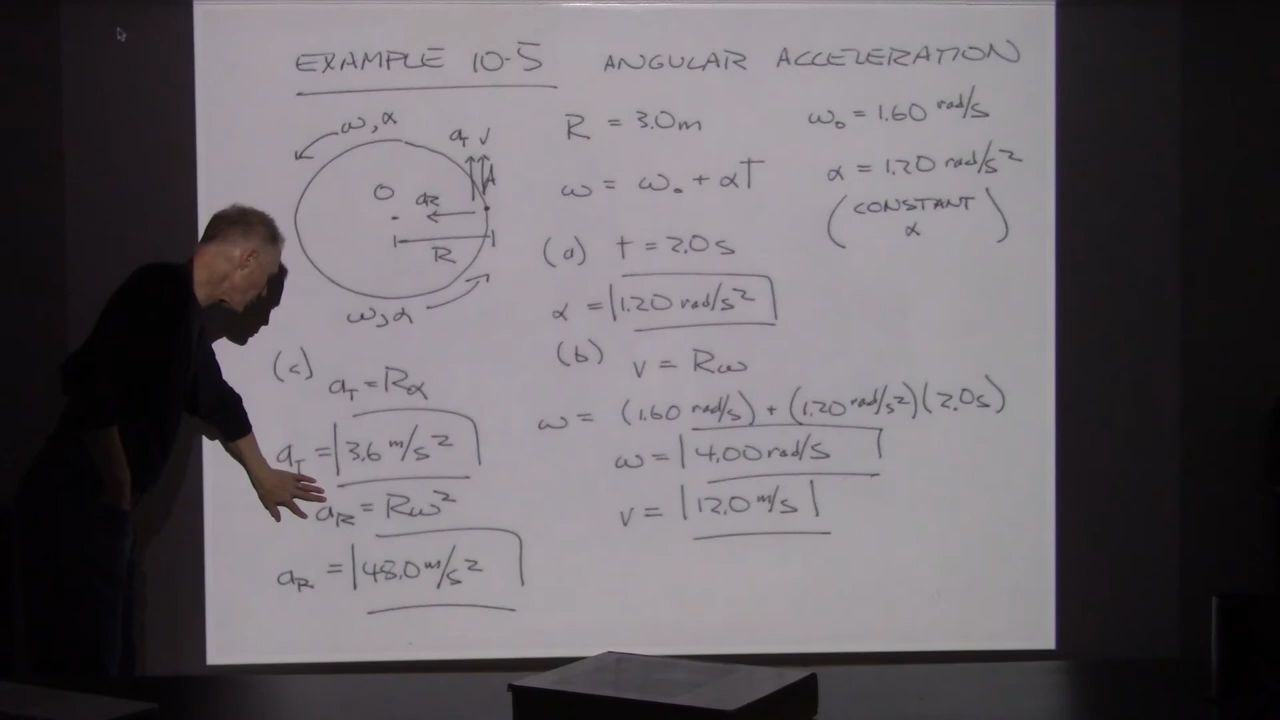 EXAMPLE 10-5 ANGULAR ACCELERATION
ω, α
a_T v
A
O
a_R
R
ω, α
R = 3.0m
ω₀ = 1.60 rad/s
ω = ω₀ + αT
α = 1.20 rad/s²
(CONSTANT
α)
(a) t = 2.0s
α = 1.20 rad/s²
(b) v = Rω
ω = (1.60 rad/s) + (1.20 rad/s²)(2.0s)
ω = 4.00 rad/s
v = 12.0 m/s
(c) a_T = Rα
a_T = 3.6 m/s²
a_R = Rω²
a_R = 48.0 m/s²